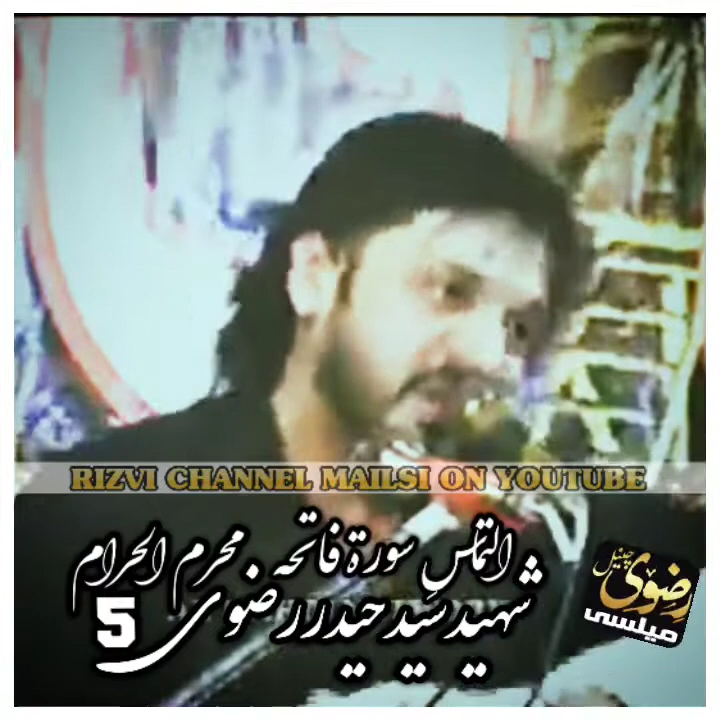 RIZVI CHANNEL MAILSI ON YOUTUBE
التماسِ سورۃ فاتحہ محرم الحرام
شہید سید حیدر رضوی 5
رضوی چینل
میلسی